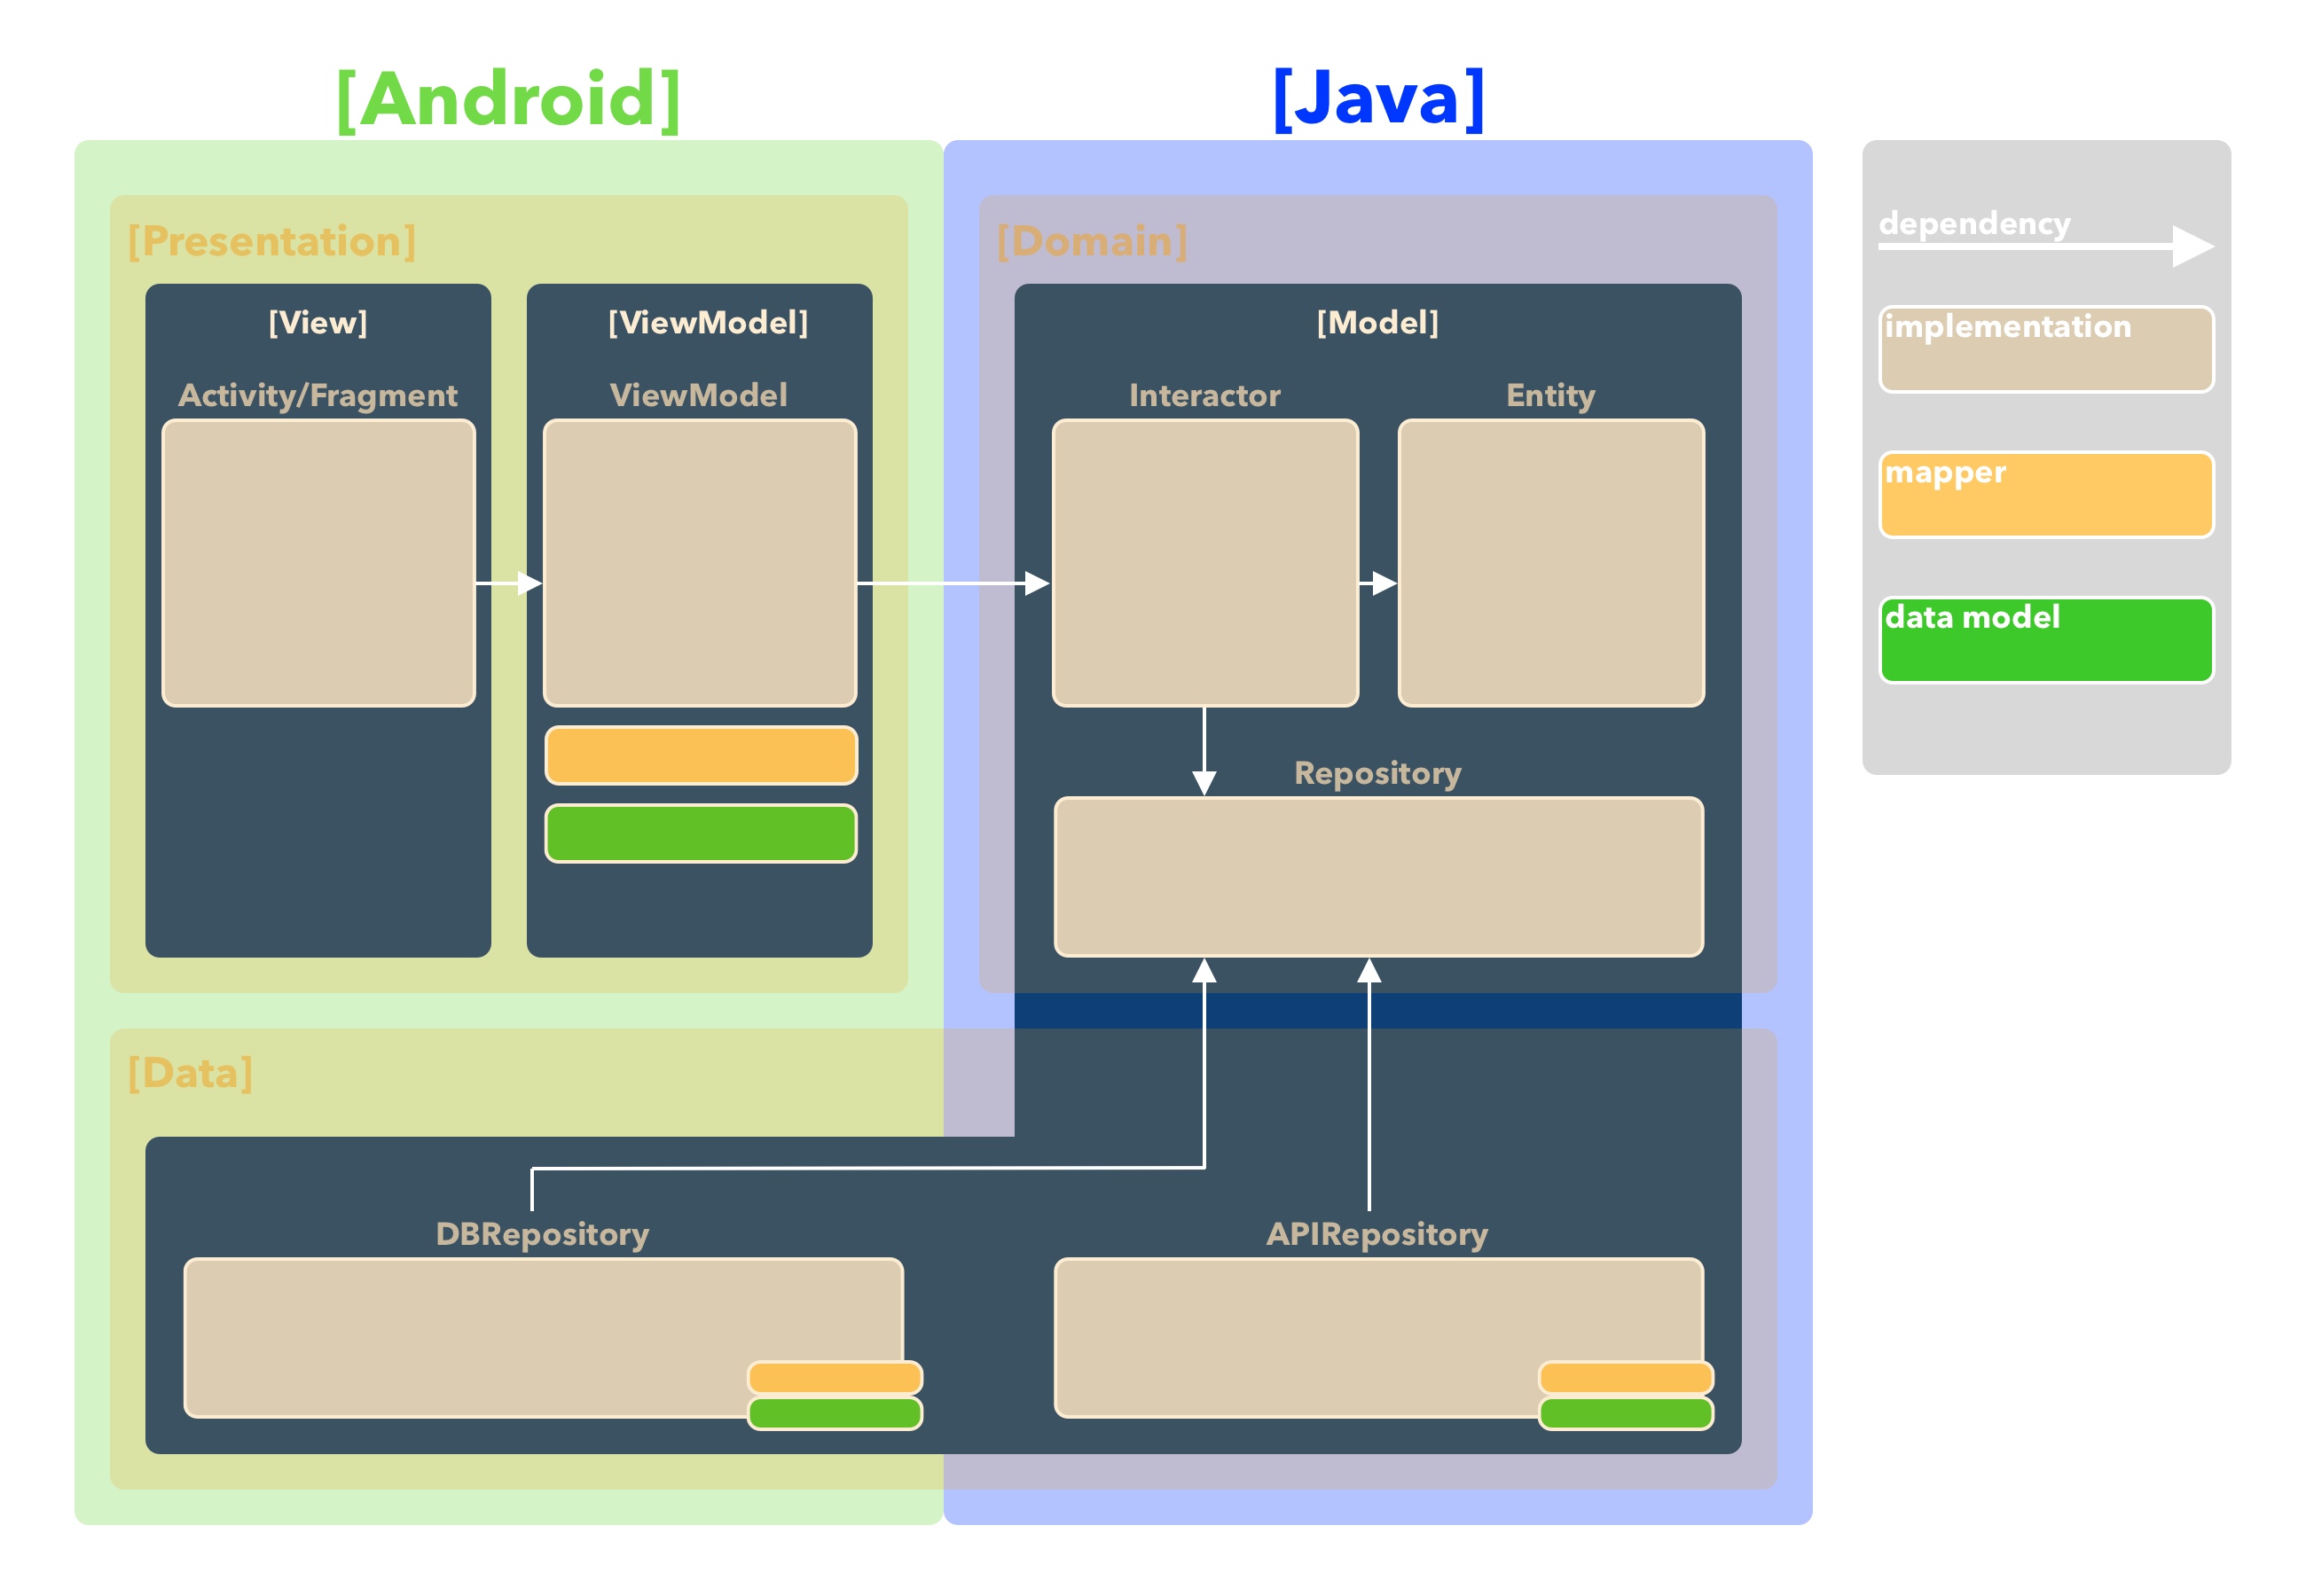 [Android]
[Java]
[Presentation]
[Domain]
[View]
[ViewModel]
[Model]
Activity/Fragment
ViewModel
Interactor
Entity
Repository
[Data]
DBRepository
APIRepository
dependency
implementation
mapper
data model